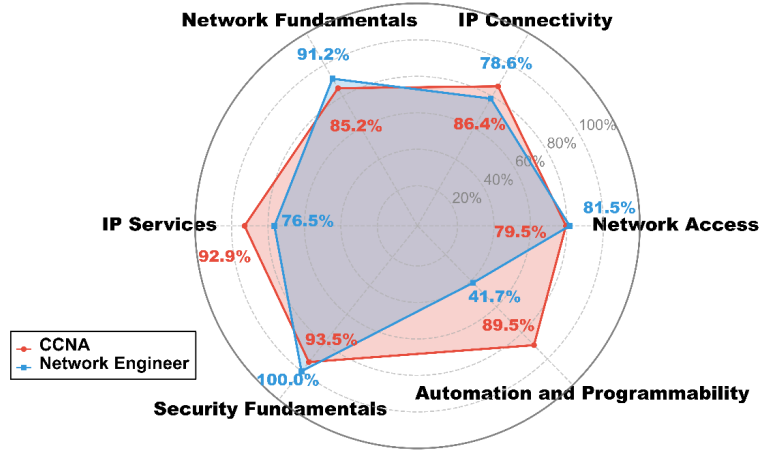 Network Fundamentals
IP Connectivity
91.2%
78.6%
85.2%
86.4%
100%
80%
60%
40%
20%
IP Services
76.5%
92.9%
79.5%
81.5%
Network Access
41.7%
89.5%
93.5%
100.0%
CCNA
Network Engineer
Automation and Programmability
Security Fundamentals